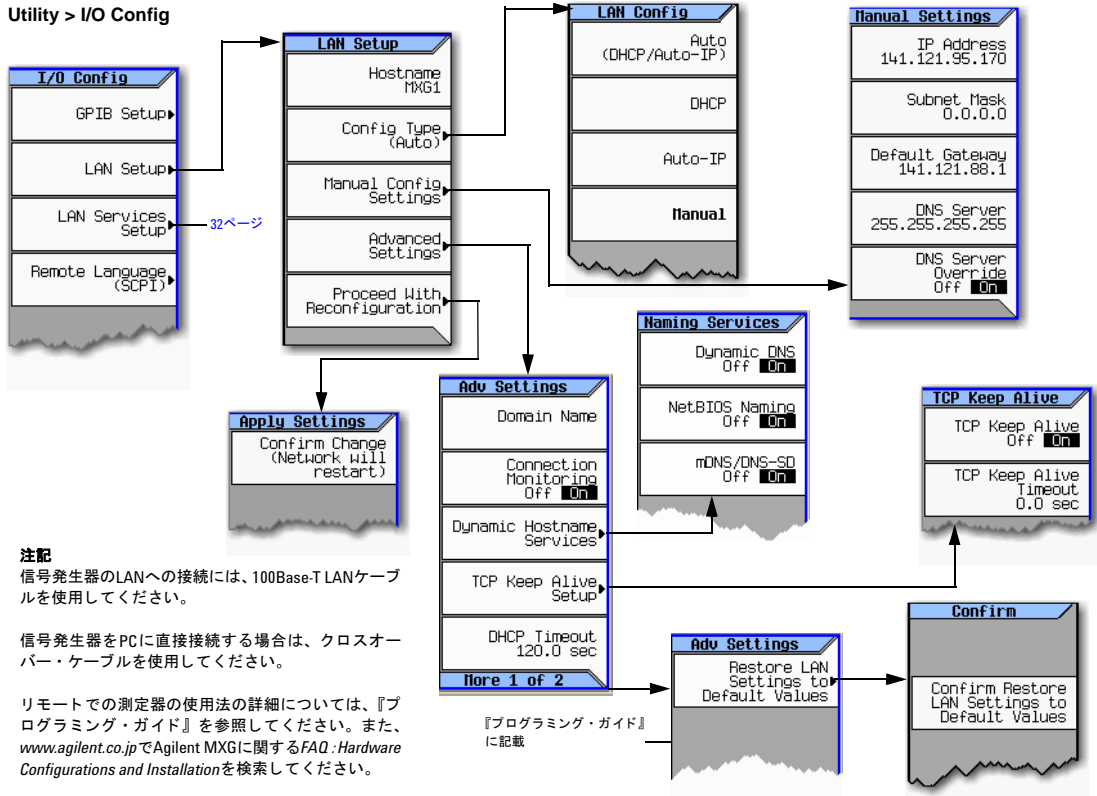 Utility > I/O Config
I/O Config
GPIB Setup
LAN Setup
LAN Services
Setup
32ページ
Remote Language
(SCPI)
LAN Setup
Hostname
MXG1
Config Type
(Auto)
Manual Config
Settings
Advanced
Settings
Proceed With
Reconfiguration
LAN Config
Auto
(DHCP/Auto-IP)
DHCP
Auto-IP
Manual
Manual Settings
IP Address
141.121.95.170
Subnet Mask
0.0.0.0
Default Gateway
141.121.88.1
DNS Server
255.255.255.255
DNS Server
Override
Off On
Apply Settings
Confirm Change
(Network will
restart)
Adv Settings
Domain Name
Connection
Monitoring
Off On
Dynamic Hostname
Services
TCP Keep Alive
Setup
DHCP Timeout
120.0 sec
More 1 of 2
Naming Services
Dynamic DNS
Off On
NetBIOS Naming
Off On
mDNS/DNS-SD
Off On
TCP Keep Alive
TCP Keep Alive
Off On
TCP Keep Alive
Timeout
0.0 sec
Adv Settings
Restore LAN
Settings to
Default Values
『プログラミング・ガイド』
に記載
Confirm
Confirm Restore
LAN Settings to
Default Values
注記
信号発生器のLANへの接続には、100Base-T LANケーブ
ルを使用してください。
信号発生器をPCに直接接続する場合は、クロスオー
バー・ケーブルを使用してください。
リモートでの測定器の使用法の詳細については、『プ
ログラミング・ガイド』を参照してください。また、
www.agilent.co.jpでAgilent MXGに関するFAQ : Hardware
Configurations and Installationを検索してください。